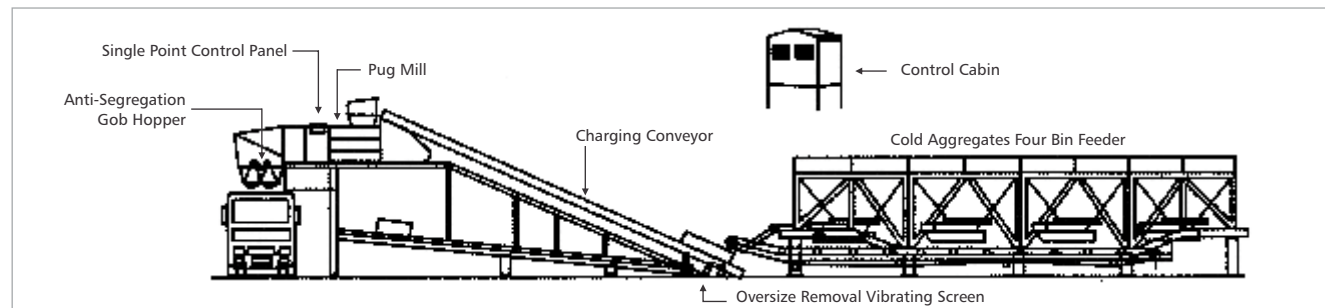 Single Point Control Panel
Pug Mill
Control Cabin
Anti-Segregation
Gob Hopper
Charging Conveyor
Cold Aggregates Four Bin Feeder
Oversize Removal Vibrating Screen